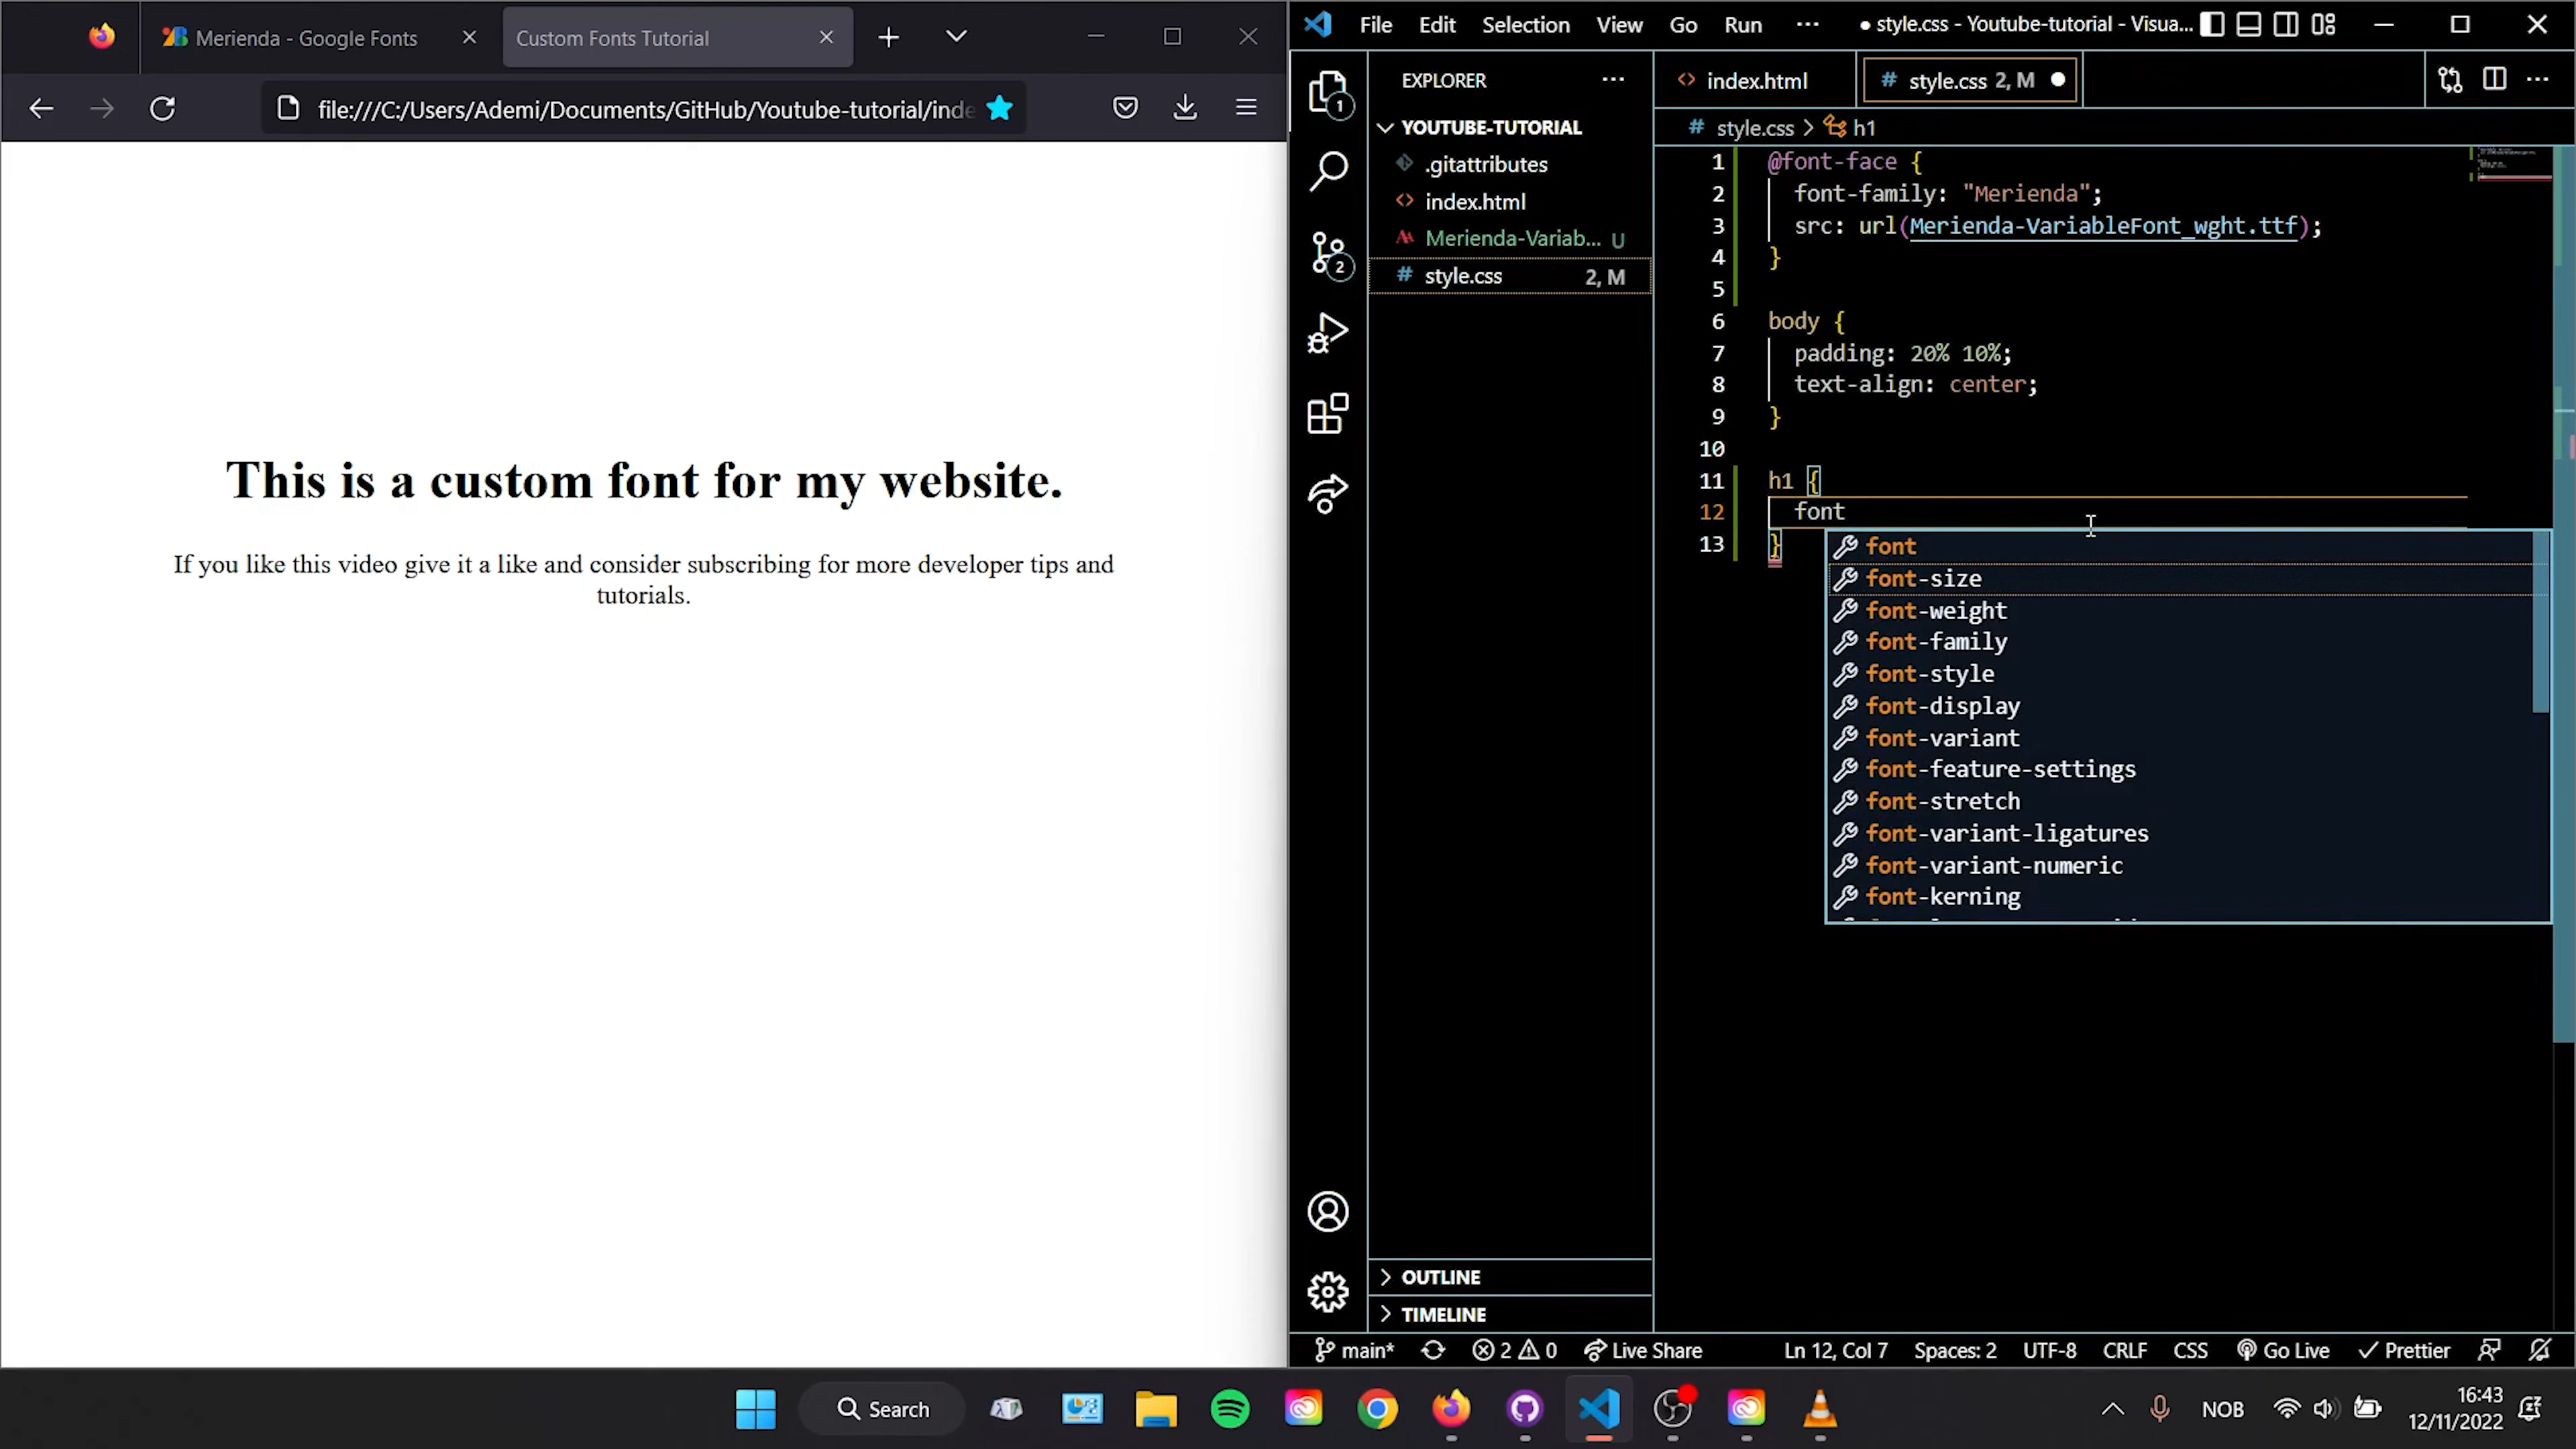 Merienda - Google Fonts
Custom Fonts Tutorial
file:///C:/Users/Ademi/Documents/GitHub/Youtube-tutorial/inde
This is a custom font for my website.
If you like this video give it a like and consider subscribing for more developer tips and
tutorials.
File Edit Selection View Go Run ··· ● style.css - Youtube-tutorial - Visua...
EXPLORER ···
1
2
YOUTUBE-TUTORIAL
.gitattributes
index.html
Merienda-Variab... U
style.css 2, M
OUTLINE
TIMELINE
index.html
# style.css 2, M ●
# style.css > h1
1 @font-face {
2 font-family: "Merienda";
3 src: url(Merienda-VariableFont_wght.ttf);
4 }
5
6 body {
7 padding: 20% 10%;
8 text-align: center;
9 }
10
11 h1 {
12 font
13 }
font
font-size
font-weight
font-family
font-style
font-display
font-variant
font-feature-settings
font-stretch
font-variant-ligatures
font-variant-numeric
font-kerning
main* 2 0 Live Share Ln 12, Col 7 Spaces: 2 UTF-8 CRLF CSS Go Live Prettier
Search
NOB
16:43
12/11/2022